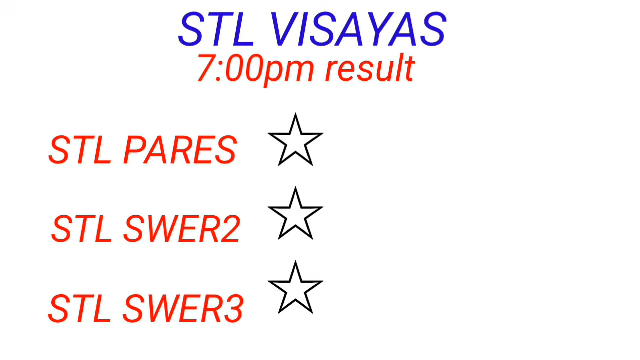 STL VISAYAS
7:00pm result
STL PARES
STL SWER2
STL SWER3